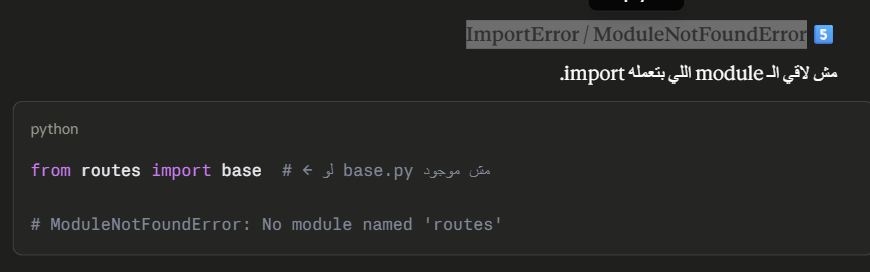 5️⃣ ImportError / ModuleNotFoundError
مش لاقي الـ module اللي بتعمله import.
python
from routes import base  # ← لو base.py مش موجود
# ModuleNotFoundError: No module named 'routes'